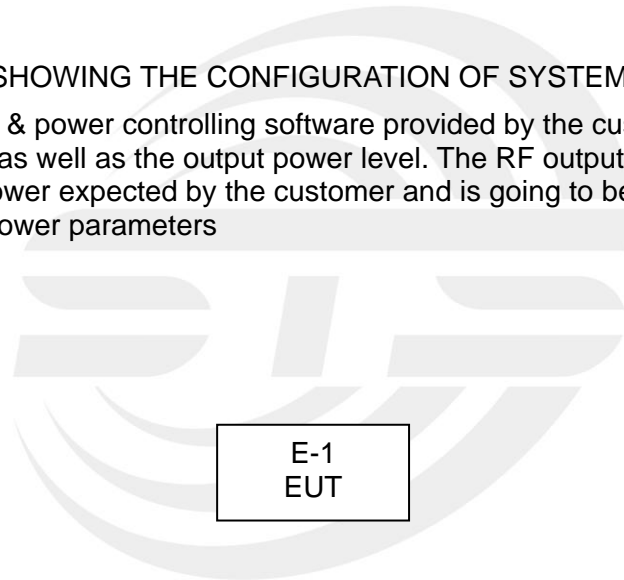 SHOWING THE CONFIGURATION OF SYSTEM
& power controlling software provided by the cus
as well as the output power level. The RF output
ower expected by the customer and is going to be
ower parameters
E-1
EUT